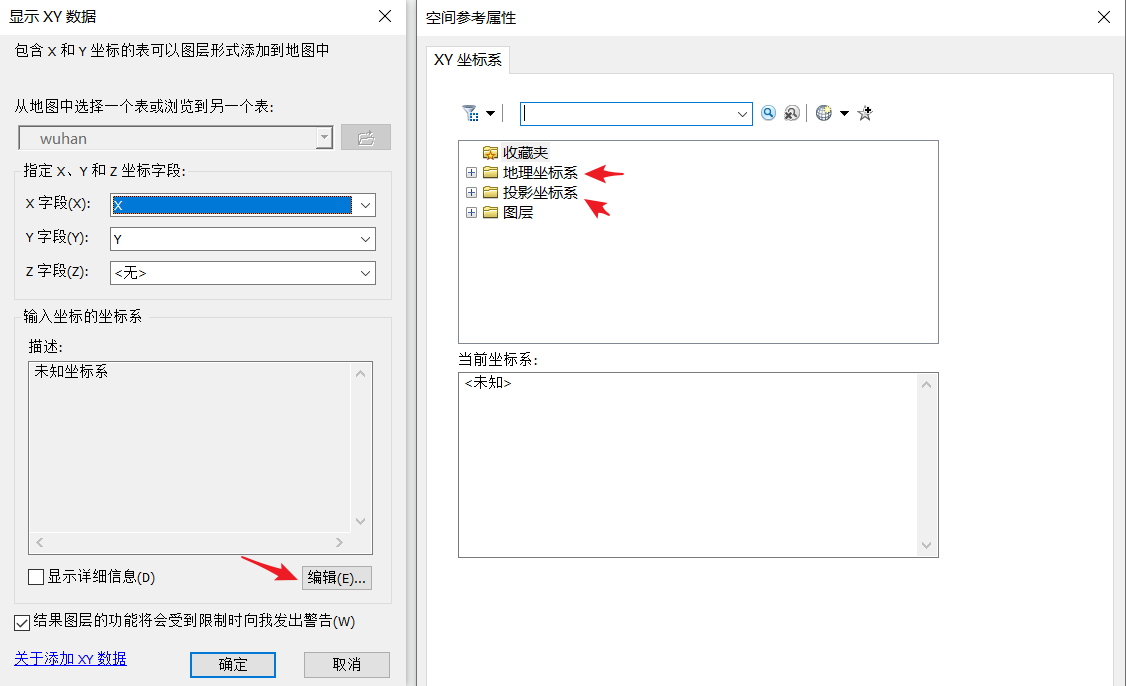 显示 XY 数据
包含 X 和 Y 坐标的表可以图层形式添加到地图中
从地图中选择一个表或浏览到另一个表:
wuhan
指定 X、Y 和 Z 坐标字段:
X 字段(X):
X
Y 字段(Y):
Y
Z 字段(Z):
<无>
输入坐标的坐标系
描述:
未知坐标系
显示详细信息(D)
编辑(E)...
结果图层的功能将会受到限制时向我发出警告(W)
关于添加 XY 数据
确定
取消
空间参考属性
XY 坐标系
收藏夹
地理坐标系
投影坐标系
图层
当前坐标系:
<未知>